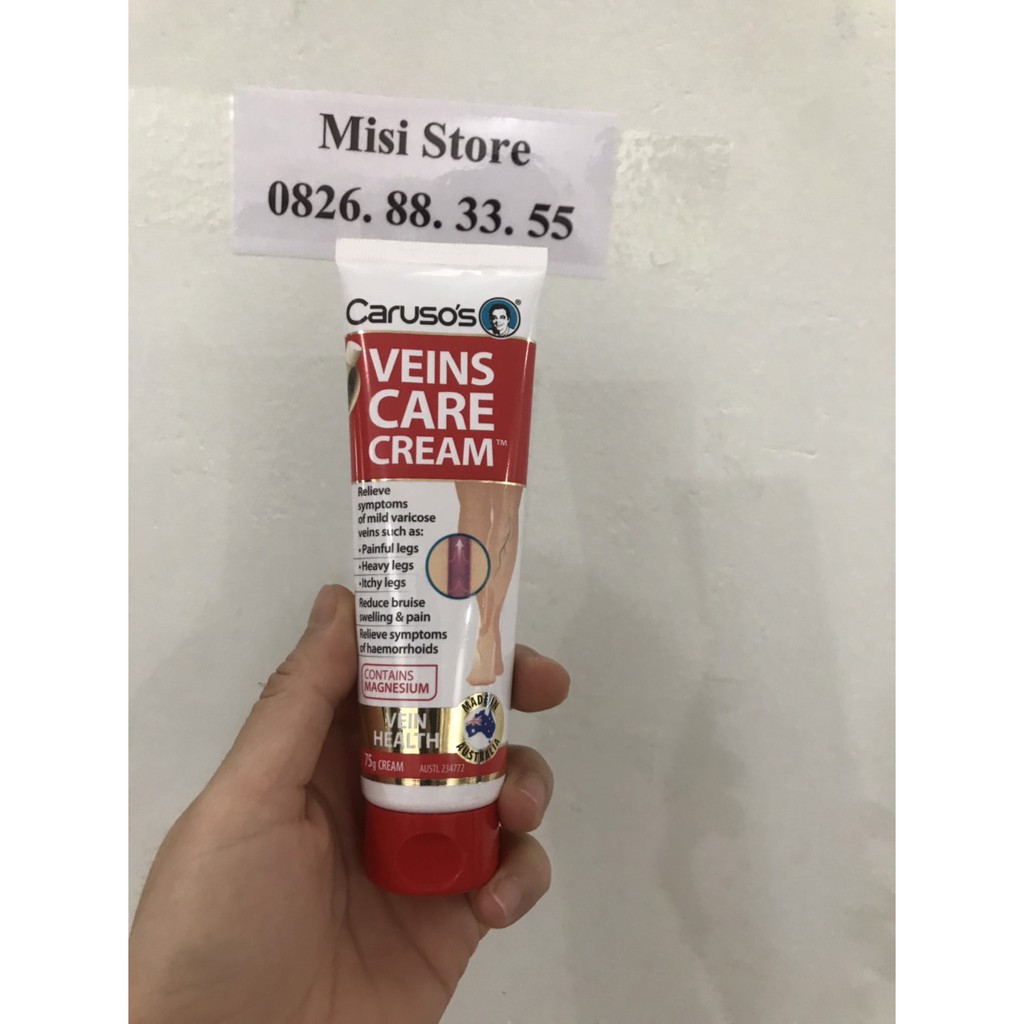 Misi Store
0826. 88. 33. 55
Caruso's®
VEINS
CARE
CREAM™
Relieve
symptoms
of mild varicose
veins such as:
• Painful legs
• Heavy legs
• Itchy legs
Reduce bruise
swelling & pain
Relieve symptoms
of haemorrhoids
CONTAINS
MAGNESIUM
VEIN
HEALTH
MADE IN
AUSTRALIA
75g CREAM AUSTL 234772